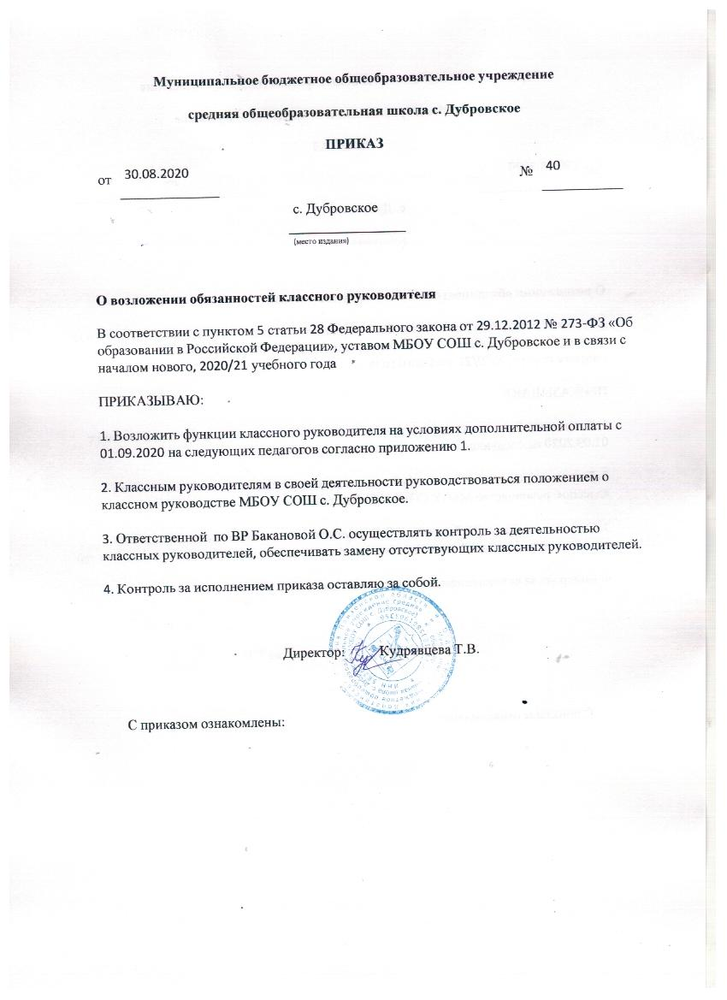 Муниципальное бюджетное общеобразовательное учреждение
средняя общеобразовательная школа с. Дубровское
ПРИКАЗ
от 30.08.2020 № 40
с. Дубровское
(место издания)
О возложении обязанностей классного руководителя
В соответствии с пунктом 5 статьи 28 Федерального закона от 29.12.2012 № 273-ФЗ «Об
образовании в Российской Федерации», уставом МБОУ СОШ с. Дубровское и в связи с
началом нового, 2020/21 учебного года
ПРИКАЗЫВАЮ:
1. Возложить функции классного руководителя на условиях дополнительной оплаты с
01.09.2020 на следующих педагогов согласно приложению 1.
2. Классным руководителям в своей деятельности руководствоваться положением о
классном руководстве МБОУ СОШ с. Дубровское.
3. Ответственной по ВР Бакановой О.С. осуществлять контроль за деятельностью
классных руководителей, обеспечивать замену отсутствующих классных руководителей.
4. Контроль за исполнением приказа оставляю за собой.
Директор: Кудрявцева Т.В.
С приказом ознакомлены: